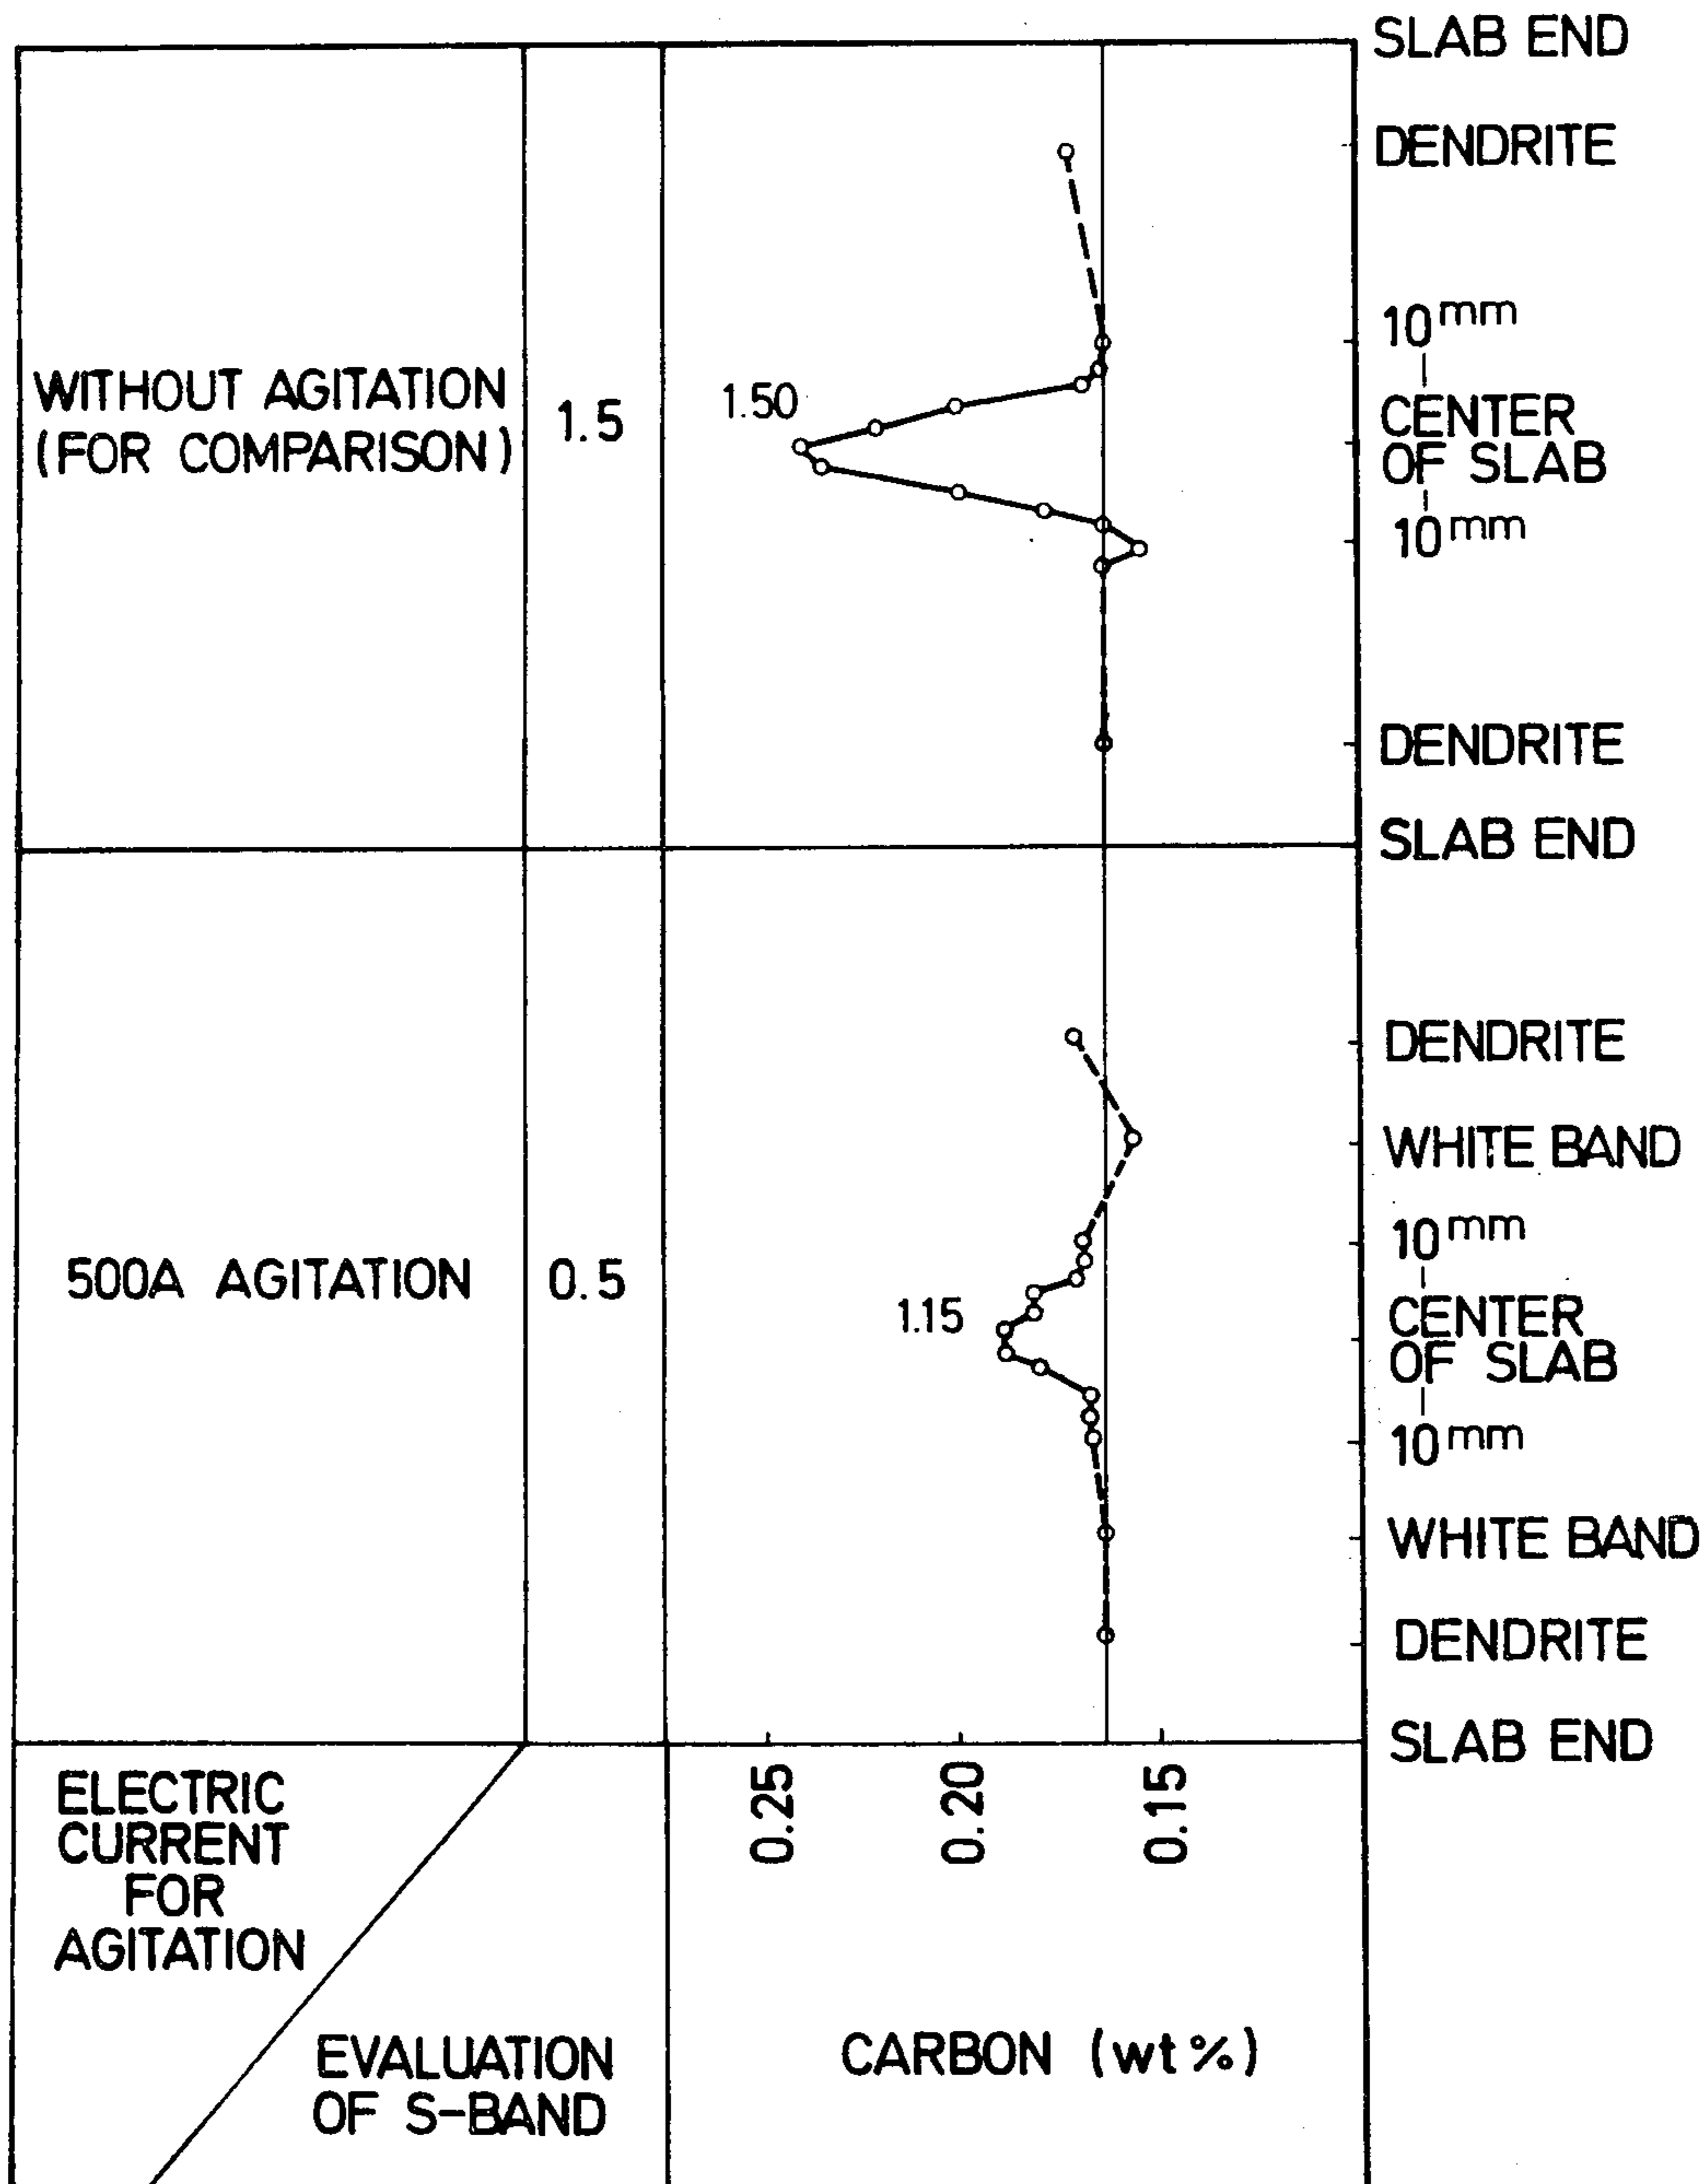 SLAB END
DENDRITE
10mm
WITHOUT AGITATION
(FOR COMPARISON)
1.5
1.50
CENTER
OF SLAB
10mm
DENDRITE
SLAB END
DENDRITE
WHITE BAND
10mm
500A AGITATION
0.5
1.15
CENTER
OF SLAB
10mm
WHITE BAND
DENDRITE
SLAB END
0.25
0.20
0.15
ELECTRIC
CURRENT
FOR
AGITATION
EVALUATION
OF S-BAND
CARBON (wt%)